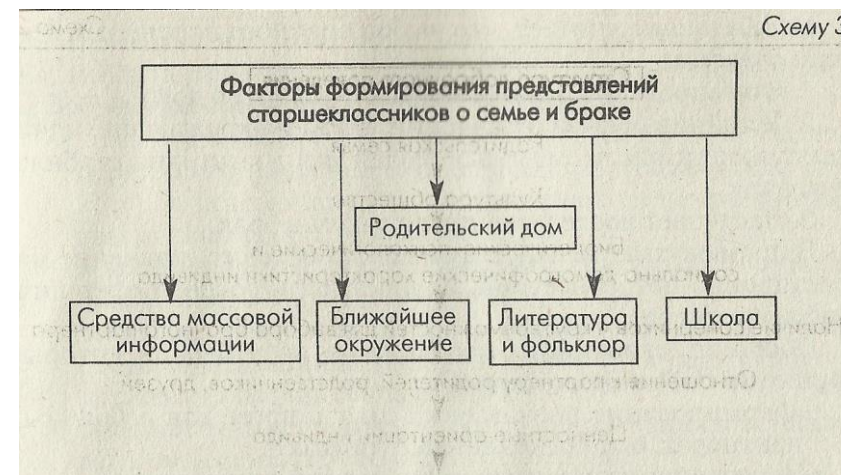 Схему 3
Факторы формирования представлений
старшеклассников о семье и браке
Родительский дом
Средства массовой
информации
Ближайшее
окружение
Литература
и фольклор
Школа